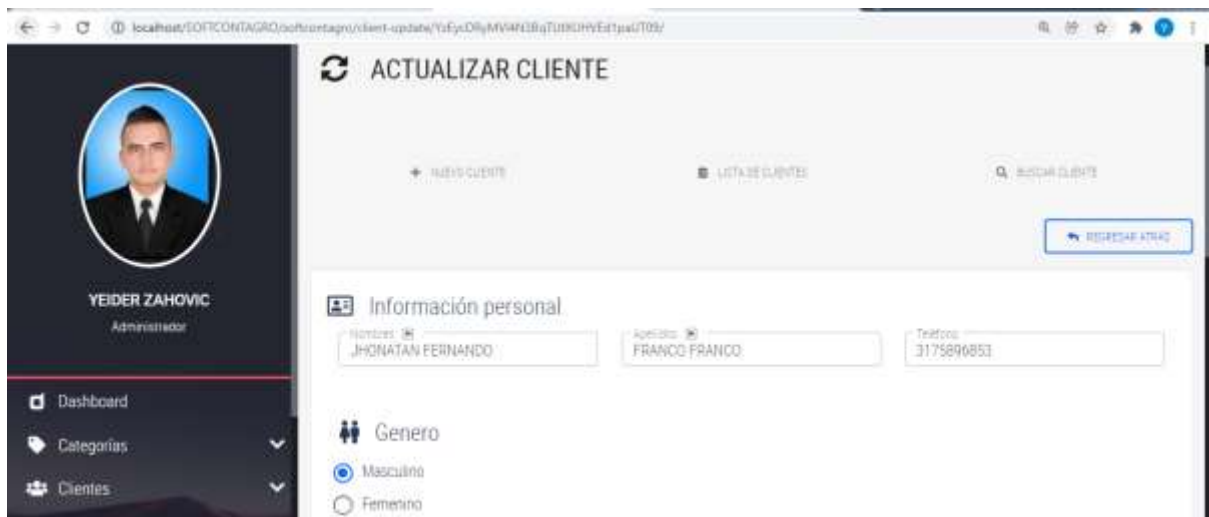 ACTUALIZAR CLIENTE
NUEVO CLIENTE
LISTA DE CLIENTES
BUSCAR CLIENTE
REGRESAR ATRÁS
YEIDER ZAHOVIC
Administrador
Información personal
Nombres
JHONATAN FERNANDO
Apellidos
FRANCO FRANCO
Teléfono
3175896853
Dashboard
Categorías
Clientes
Genero
Masculino
Femenino